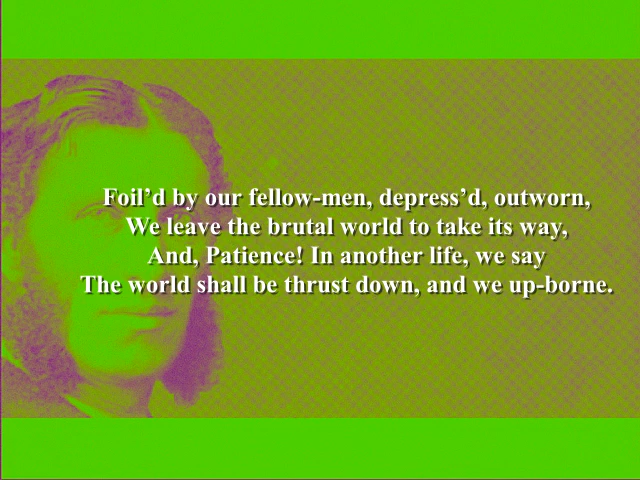 Foil’d by our fellow-men, depress’d, outworn,
We leave the brutal world to take its way,
And, Patience! In another life, we say
The world shall be thrust down, and we up-borne.